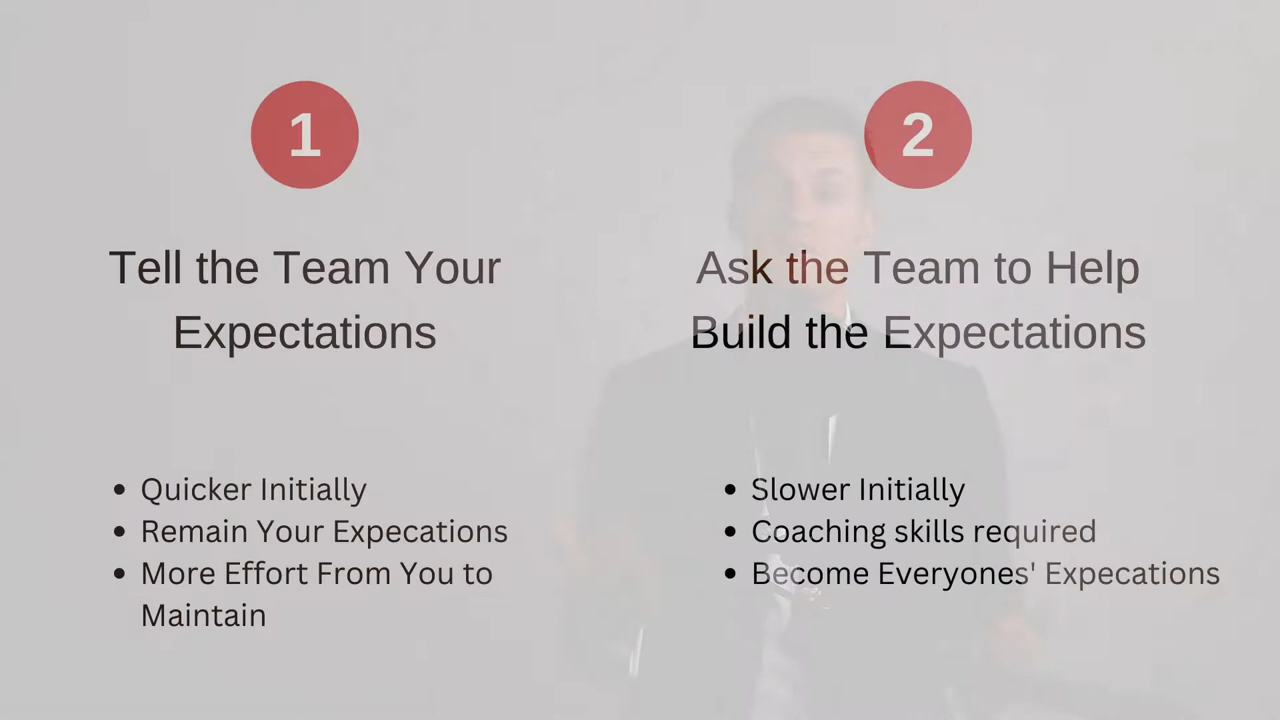 1
Tell the Team Your
Expectations
• Quicker Initially
• Remain Your Expecations
• More Effort From You to
Maintain
2
Ask the Team to Help
Build the Expectations
• Slower Initially
• Coaching skills required
• Become Everyones' Expecations